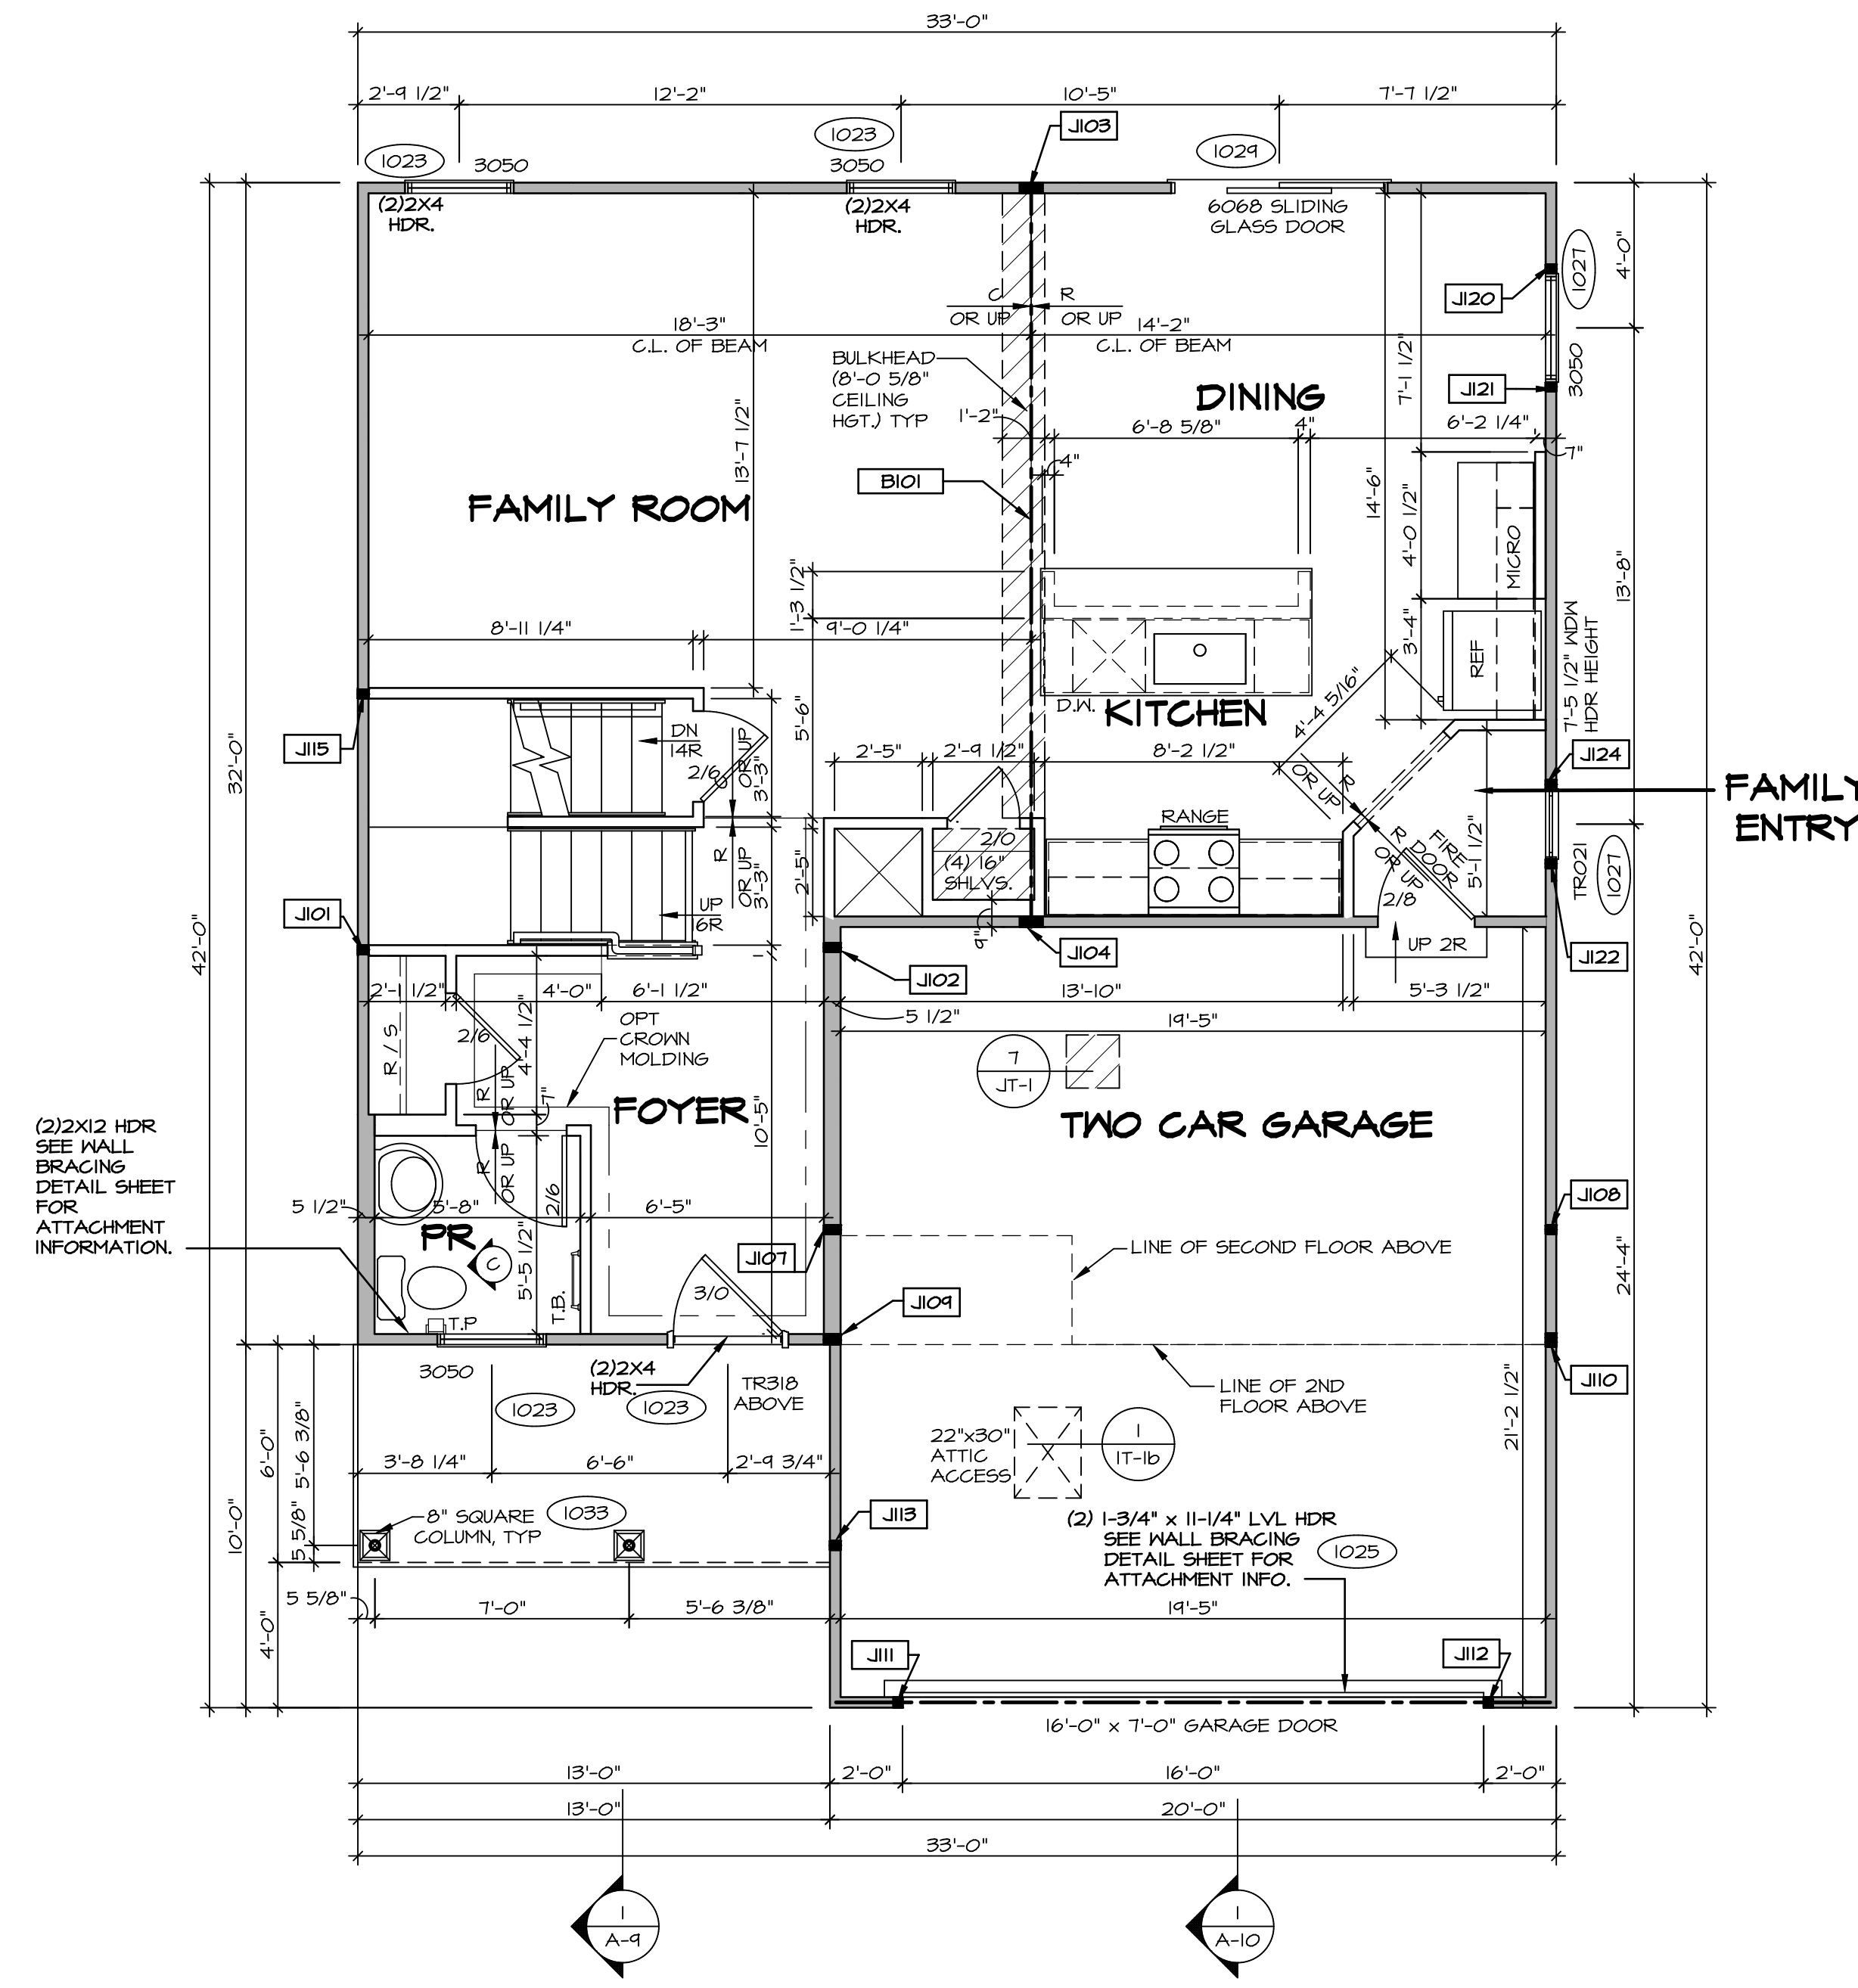 33'-0"
2'-9 1/2"
12'-2"
10'-5"
7'-7 1/2"
J103
1023
3050
1023
3050
1029
(2)2X4
HDR.
(2)2X4
HDR.
6068 SLIDING
GLASS DOOR
1027
4'-0"
J120
C
OR UP
R
OR UP
18'-3"
C.L. OF BEAM
14'-2"
C.L. OF BEAM
BULKHEAD
(8'-0 5/8"
CEILING
HGT.) TYP
1'-2"
DINING
7'-1 1/2"
J121
3050
13'-7 1/2"
6'-8 5/8"
4"
6'-2 1/4"
7"
4"
B101
FAMILY ROOM
14'-6"
4'-0 1/2"
MICRO
13'-8"
1'-3 1/2"
8'-11 1/4"
9'-0 1/4"
3'-4"
REF
7'-5 1/2" WDW
HDR HEIGHT
D.W.
KITCHEN
4'-4 5/16"
J115
DN
14R
2/6
OR UP
3'-3"
5'-6"
2'-5"
2'-9 1/2"
8'-2 1/2"
R
OR UP
J124
FAMILY
ENTRY
32'-0"
RANGE
2/0
(4) 16"
SHLVS.
R
OR UP
FIRE
DOOR
2/8
5'-1 1/2"
TR021
1027
R
OR UP
3'-3"
2'-5"
UP
16R
J101
9"
J104
UP 2R
J122
42'-0"
42'-0"
J102
2'-1 1/2"
4'-0"
6'-1 1/2"
5 1/2"
13'-10"
5'-3 1/2"
19'-5"
R / S
2/6
4'-4 1/2"
OPT
CROWN
MOLDING
7
JT-1
R
OR UP
7"
FOYER
10'-5"
TWO CAR GARAGE
(2)2X12 HDR
SEE WALL
BRACING
DETAIL SHEET
FOR
ATTACHMENT
INFORMATION.
R
OR UP
2/6
5 1/2"
5'-8"
6'-5"
J108
PR
C
J107
LINE OF SECOND FLOOR ABOVE
5'-5 1/2"
T.B.
3/0
J109
24'-4"
T.P
3050
(2)2X4
HDR.
1023
1023
TR318
ABOVE
LINE OF 2ND
FLOOR ABOVE
J110
22"x30"
ATTIC
ACCESS
1
IT-1b
21'-2 1/2"
6'-0"
5'-6 3/8"
3'-8 1/4"
6'-6"
2'-9 3/4"
10'-0"
5 5/8"
8" SQUARE
COLUMN, TYP
1033
J113
(2) 1-3/4" x 11-1/4" LVL HDR
SEE WALL BRACING
DETAIL SHEET FOR
ATTACHMENT INFO.
1025
5 5/8"
7'-0"
5'-6 3/8"
19'-5"
4'-0"
J111
J112
16'-0" x 7'-0" GARAGE DOOR
13'-0"
2'-0"
16'-0"
2'-0"
13'-0"
20'-0"
33'-0"
1
A-9
1
A-10